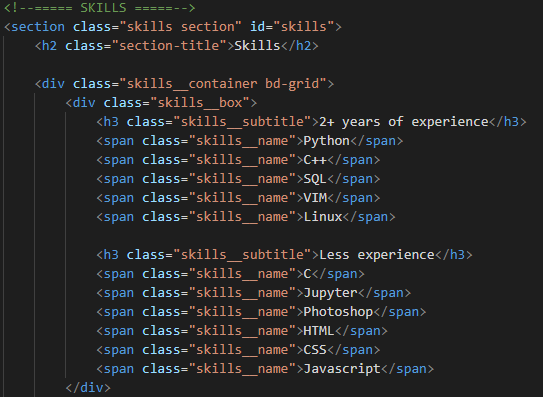 <!--===== SKILLS =====-->
<section class="skills section" id="skills">
<h2 class="section-title">Skills</h2>
<div class="skills__container bd-grid">
<div class="skills__box">
<h3 class="skills__subtitle">2+ years of experience</h3>
<span class="skills__name">Python</span>
<span class="skills__name">C++</span>
<span class="skills__name">SQL</span>
<span class="skills__name">VIM</span>
<span class="skills__name">Linux</span>
<h3 class="skills__subtitle">Less experience</h3>
<span class="skills__name">C</span>
<span class="skills__name">Jupyter</span>
<span class="skills__name">Photoshop</span>
<span class="skills__name">HTML</span>
<span class="skills__name">CSS</span>
<span class="skills__name">Javascript</span>
</div>